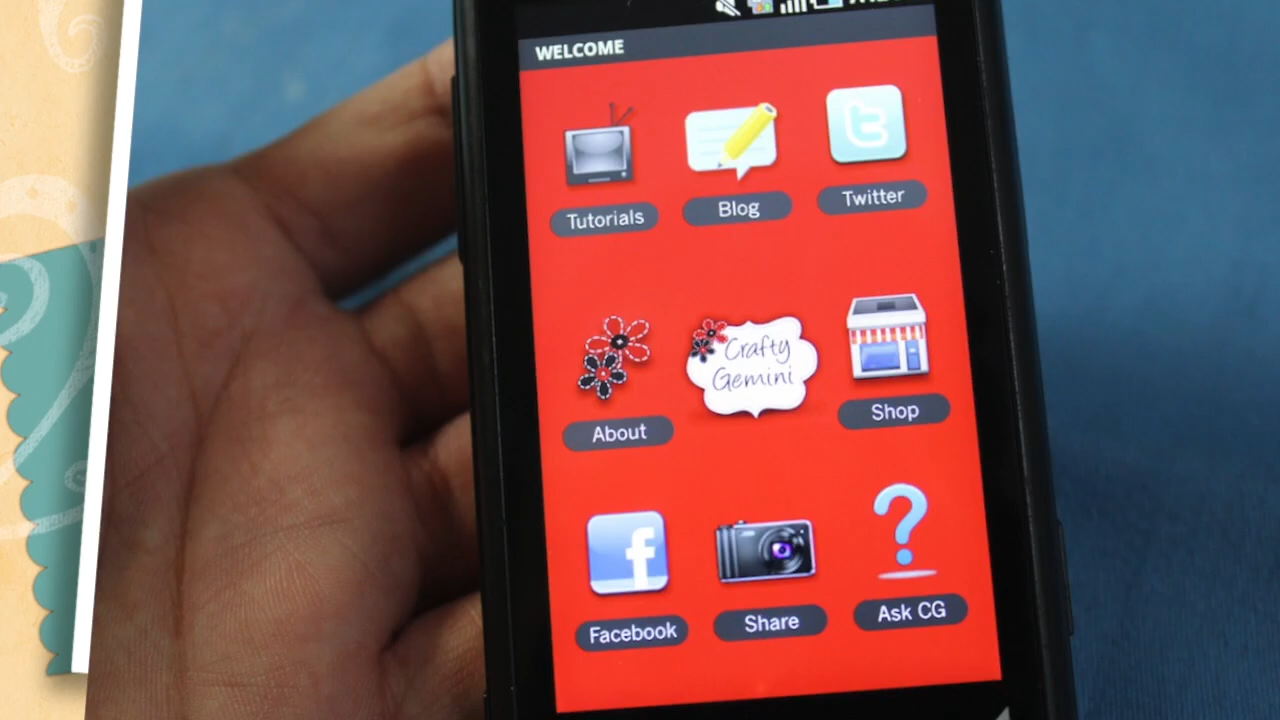 WELCOME
Tutorials
Blog
Twitter
About
Crafty
Gemini
Shop
Facebook
Share
Ask CG